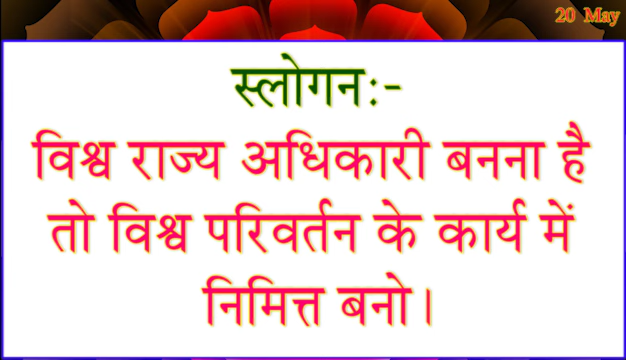 20 May
स्लोगनः-
विश्व राज्य अधिकारी बनना है
तो विश्व परिवर्तन के कार्य में
निमित्त बनो।